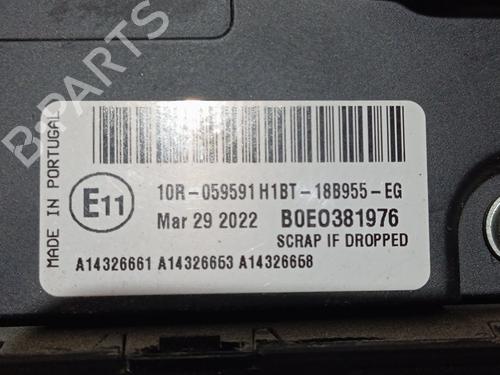 B-PARTS
MADE IN PORTUGAL
E11
10R-059591 H1BT-18B955-EG
Mar 29 2022 B0E0381976
SCRAP IF DROPPED
A14326661 A14326653 A14326658